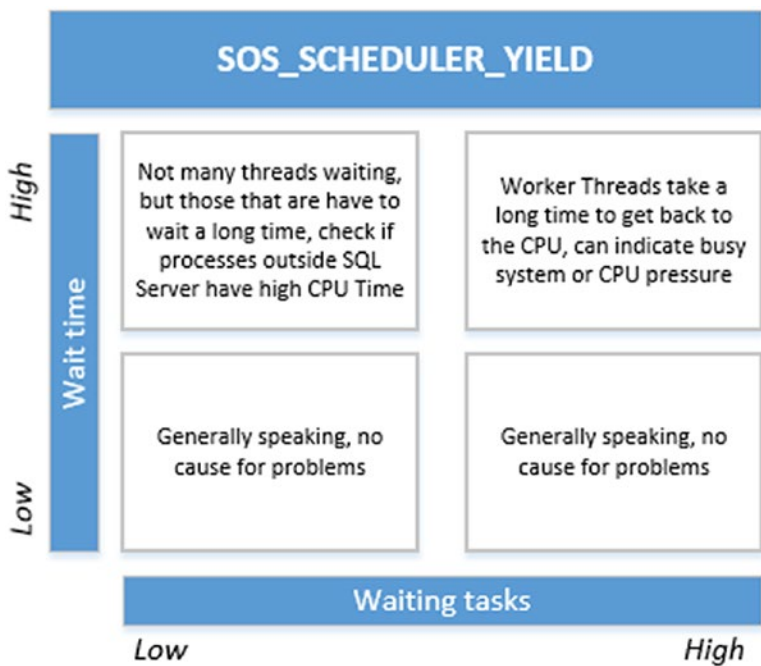 SOS_SCHEDULER_YIELD
High
Wait time
Low
Not many threads waiting,
but those that are have to
wait a long time, check if
processes outside SQL
Server have high CPU Time
Worker Threads take a
long time to get back to
the CPU, can indicate busy
system or CPU pressure
Generally speaking, no
cause for problems
Generally speaking, no
cause for problems
Waiting tasks
Low
High